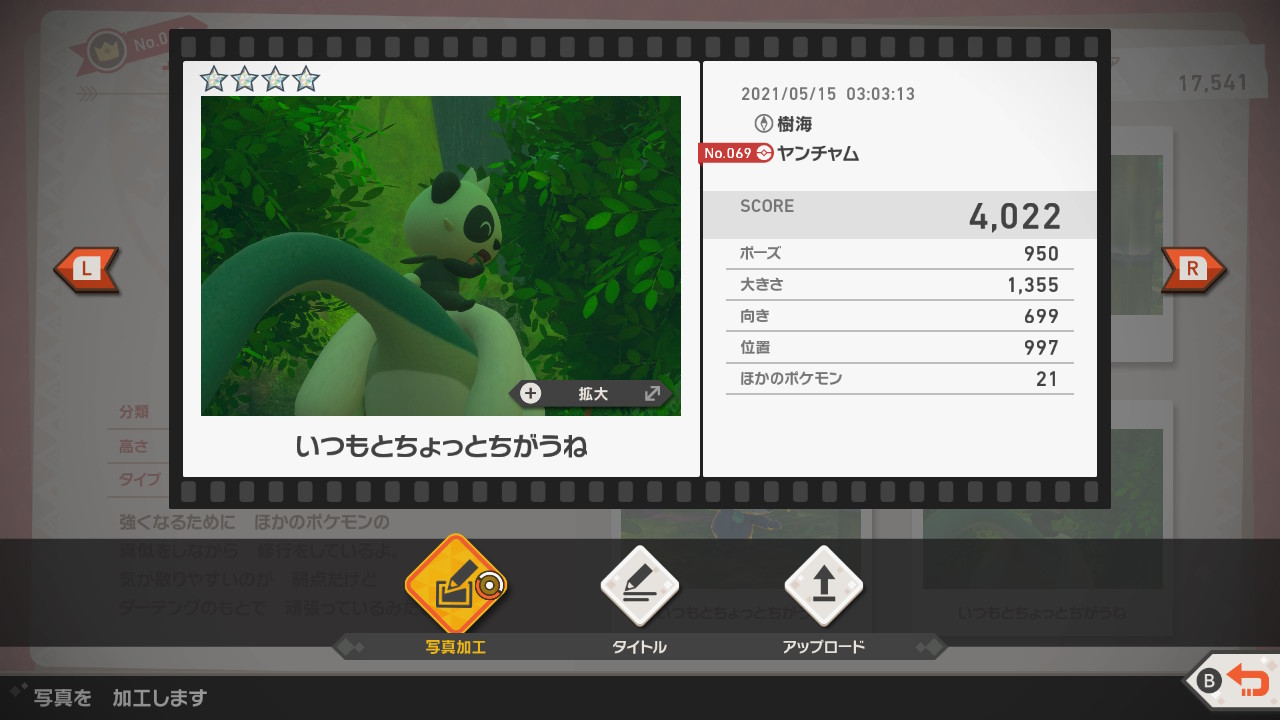 No.0
17,541
2021/05/15 03:03:13
樹海
No.069 ヤンチャム
SCORE 4,022
ポーズ 950
大きさ 1,355
向き 699
位置 997
ほかのポケモン 21
L
R
拡大
いつもとちょっとちがうね
分類
高さ
タイプ
強くなるために ほかのポケモンの
真似をしながら 修行をしているよ。
気が散りやすいのが 弱点だけど
ターテングのもとで 頑張っているみた
いつもとちょっとちが
いつもとちょっとちがうね
写真加工
タイトル
アップロード
B
写真を 加工します